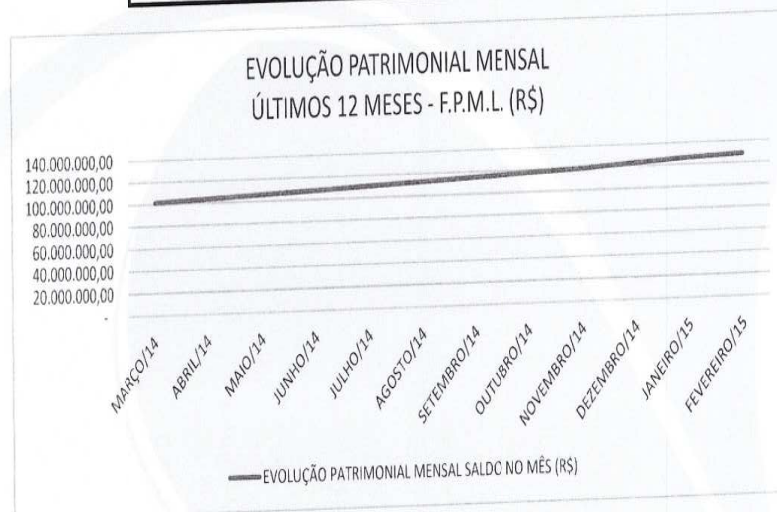 EVOLUÇÃO PATRIMONIAL MENSAL
ÚLTIMOS 12 MESES - F.P.M.L. (R$)
140.000.000,00
120.000.000,00
100.000.000,00
80.000.000,00
60.000.000,00
40.000.000,00
20.000.000,00
-
MARÇO/14
ABRIL/14
MAIO/14
JUNHO/14
JULHO/14
AGOSTO/14
SETEMBRO/14
OUTUBRO/14
NOVEMBRO/14
DEZEMBRO/14
JANEIRO/15
FEVEREIRO/15
EVOLUÇÃO PATRIMONIAL MENSAL SALDO NO MÊS (R$)